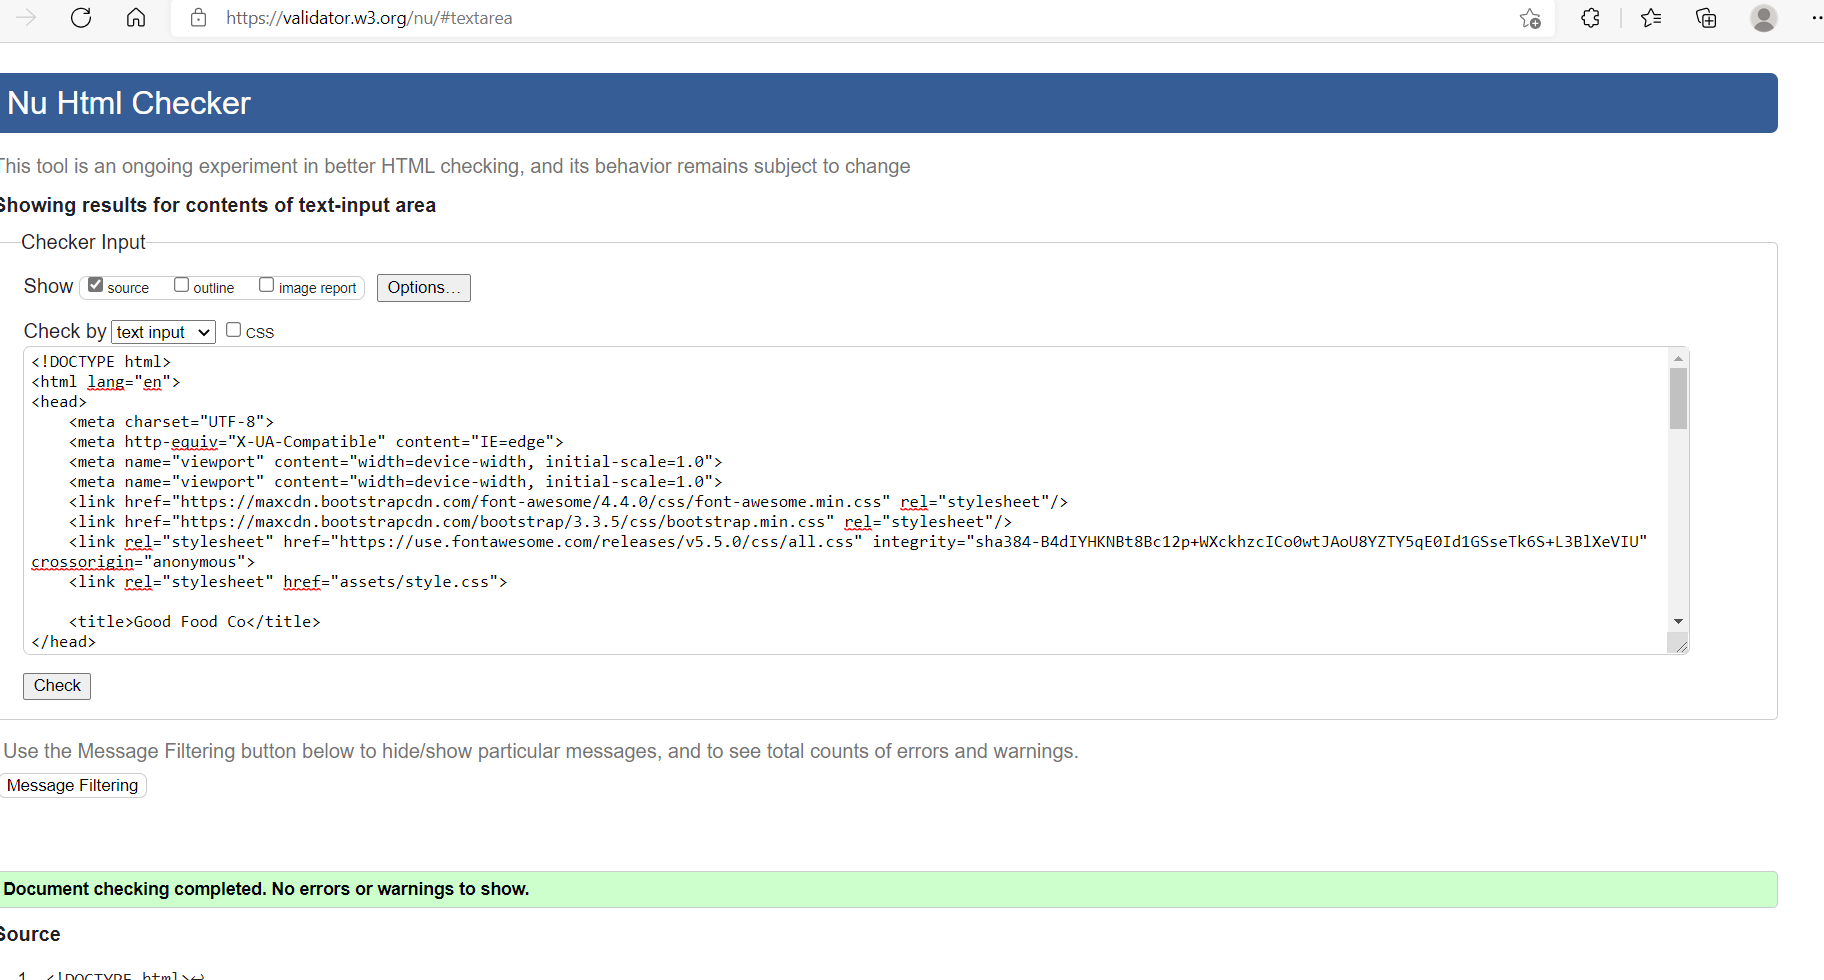 https://validator.w3.org/nu/#textarea
Nu Html Checker
This tool is an ongoing experiment in better HTML checking, and its behavior remains subject to change
Showing results for contents of text-input area
Checker Input
Show source outline image report Options...
Check by text input CSS
<!DOCTYPE html>
<html lang="en">
<head>
    <meta charset="UTF-8">
    <meta http-equiv="X-UA-Compatible" content="IE=edge">
    <meta name="viewport" content="width=device-width, initial-scale=1.0">
    <meta name="viewport" content="width=device-width, initial-scale=1.0">
    <link href="https://maxcdn.bootstrapcdn.com/font-awesome/4.4.0/css/font-awesome.min.css" rel="stylesheet"/>
    <link href="https://maxcdn.bootstrapcdn.com/bootstrap/3.3.5/css/bootstrap.min.css" rel="stylesheet"/>
    <link rel="stylesheet" href="https://use.fontawesome.com/releases/v5.5.0/css/all.css" integrity="sha384-B4dIYHKNBt8Bc12p+WXckhzcICo0wtJAoU8YZTY5qE0Id1GSseTk6S+L3BlXeVIU"
crossorigin="anonymous">
    <link rel="stylesheet" href="assets/style.css">
    <title>Good Food Co</title>
</head>
Check
Use the Message Filtering button below to hide/show particular messages, and to see total counts of errors and warnings.
Message Filtering
Document checking completed. No errors or warnings to show.
Source
1. <!DOCTYPE html>↩